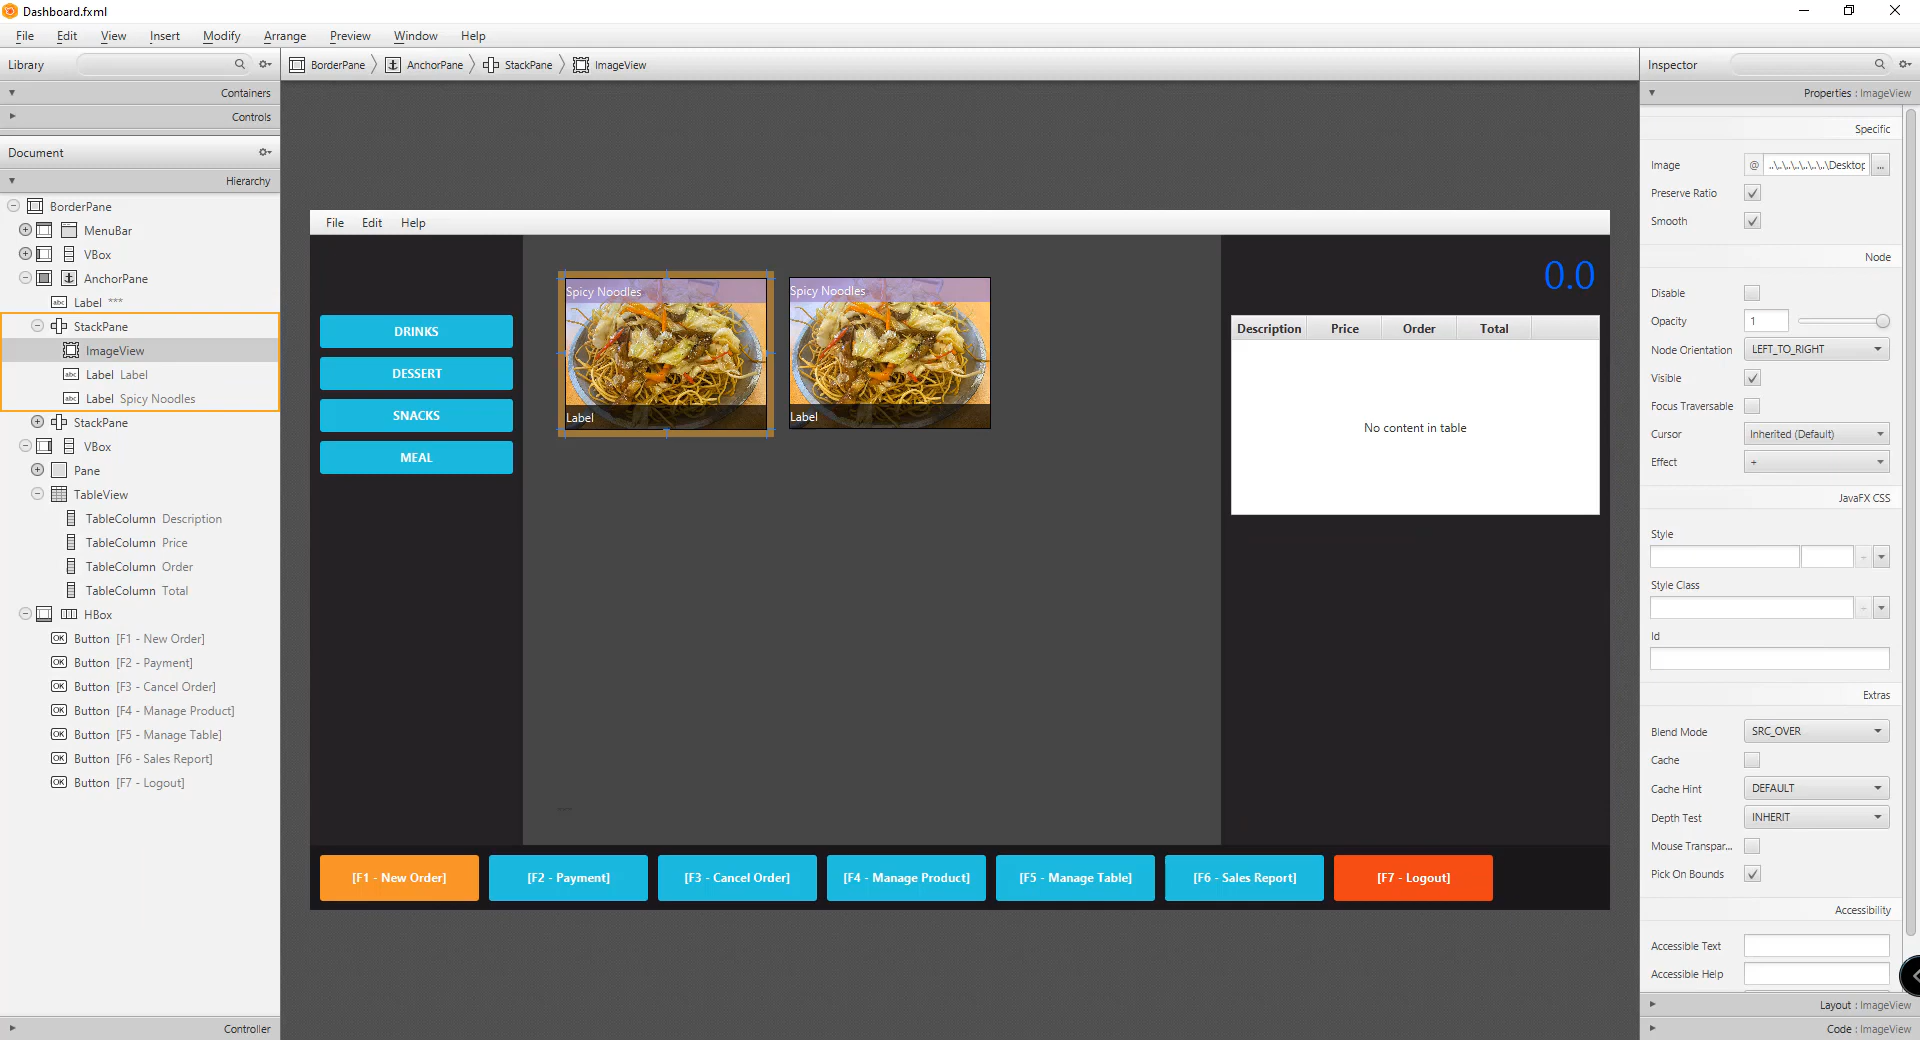 Dashboard.fxml
File Edit View Insert Modify Arrange Preview Window Help
Library
Containers
Controls
Document
Hierarchy
BorderPane
MenuBar
VBox
AnchorPane
Label ***
StackPane
ImageView
Label Label
Label Spicy Noodles
StackPane
VBox
Pane
TableView
TableColumn Description
TableColumn Price
TableColumn Order
TableColumn Total
HBox
Button [F1 - New Order]
Button [F2 - Payment]
Button [F3 - Cancel Order]
Button [F4 - Manage Product]
Button [F5 - Manage Table]
Button [F6 - Sales Report]
Button [F7 - Logout]
Controller
BorderPane AnchorPane StackPane ImageView
File Edit Help
DRINKS
DESSERT
SNACKS
MEAL
Spicy Noodles
Label
Spicy Noodles
Label
***
0.0
Description Price Order Total
No content in table
[F1 - New Order] [F2 - Payment] [F3 - Cancel Order] [F4 - Manage Product] [F5 - Manage Table] [F6 - Sales Report] [F7 - Logout]
Inspector
Properties : ImageView
Specific
Image @ ..\..\..\..\..\..\Desktop ...
Preserve Ratio
Smooth
Node
Disable
Opacity 1
Node Orientation LEFT_TO_RIGHT
Visible
Focus Traversable
Cursor Inherited (Default)
Effect +
JavaFX CSS
Style
Style Class
Id
Extras
Blend Mode SRC_OVER
Cache
Cache Hint DEFAULT
Depth Test INHERIT
Mouse Transpar...
Pick On Bounds
Accessibility
Accessible Text
Accessible Help
Layout : ImageView
Code : ImageView